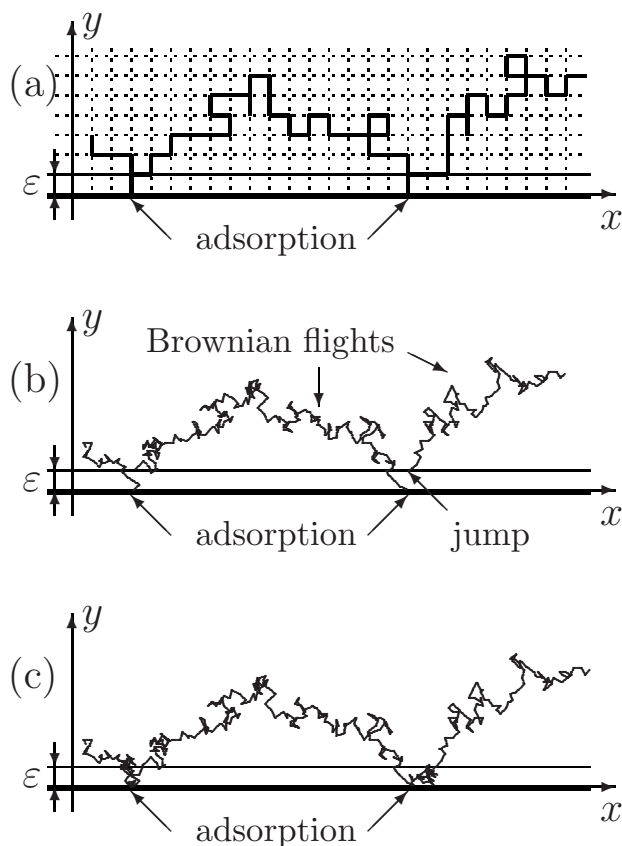 y
(a)
ε
adsorption
x
y
Brownian flights
(b)
ε
x
adsorption
jump
y
(c)
ε
x
adsorption